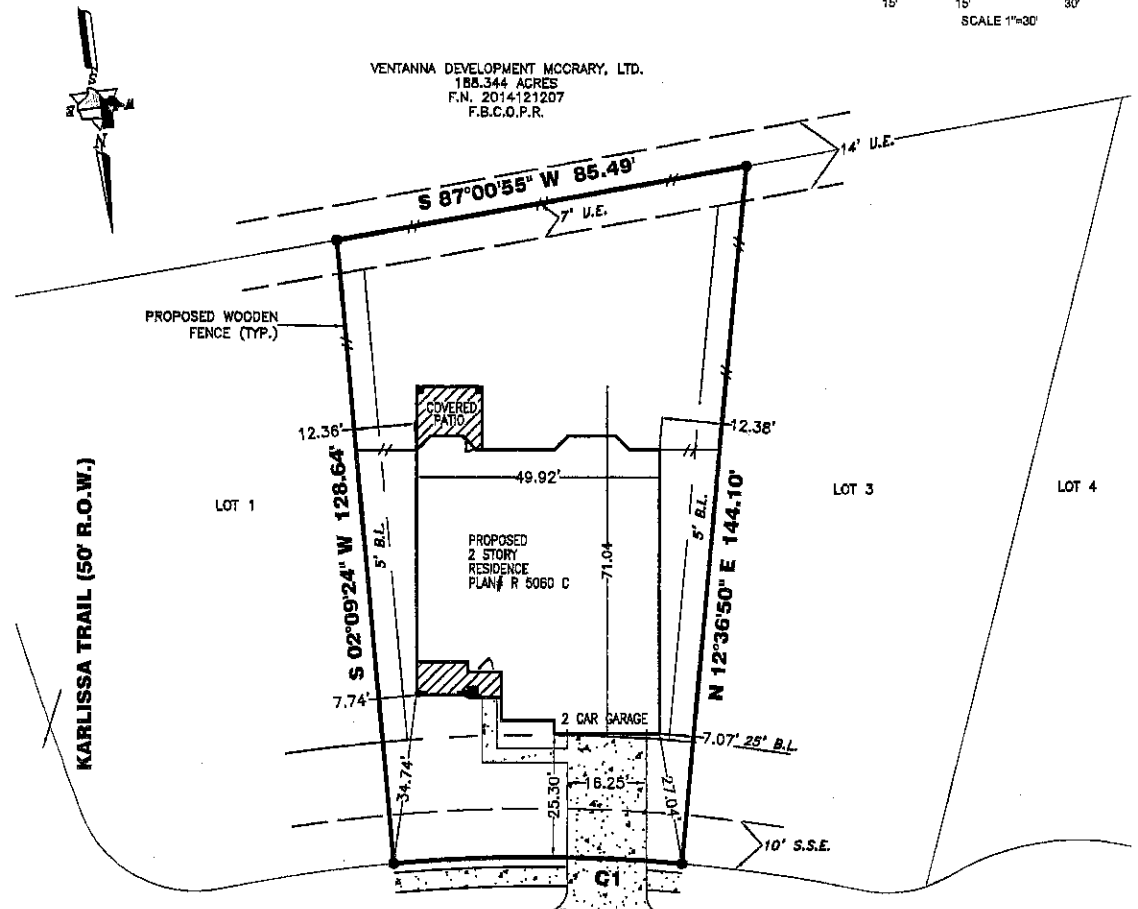 15' 15' 30'
SCALE 1"=30'
VENTANNA DEVELOPMENT MCCRARY, LTD.
188.344 ACRES
F.N. 2014121207
F.B.C.O.P.R.
S
N
14' U.E.
S 87°00'55" W 85.49'
7' U.E.
PROPOSED WOODEN
FENCE (TYP.)
COVERED
PATIO
12.36'
12.38'
49.92'
LOT 1
LOT 3
LOT 4
KARLISSA TRAIL (50' R.O.W.)
S 02°09'24" W 128.64'
5' B.L.
PROPOSED
2 STORY
RESIDENCE
PLAN# R 5060 C
71.04
5' B.L.
N 12°36'50" E 144.10'
7.74'
2 CAR GARAGE
7.07'
25' B.L.
34.74'
25.30'
16.25'
27.04'
10' S.S.E.
C1